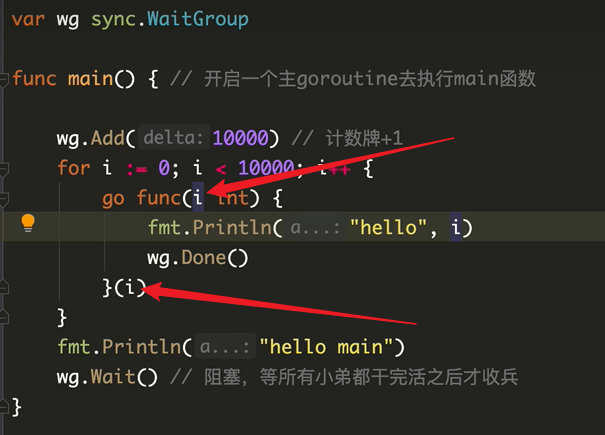 var wg sync.WaitGroup
func main() { // 开启一个主goroutine去执行main函数
wg.Add( delta: 10000) // 计数牌+1
for i := 0; i < 10000; i++ {
go func(i int) {
fmt.Println( a...: "hello", i)
wg.Done()
}(i)
}
fmt.Println( a...: "hello main")
wg.Wait() // 阻塞，等所有小弟都干完活之后才收兵
}